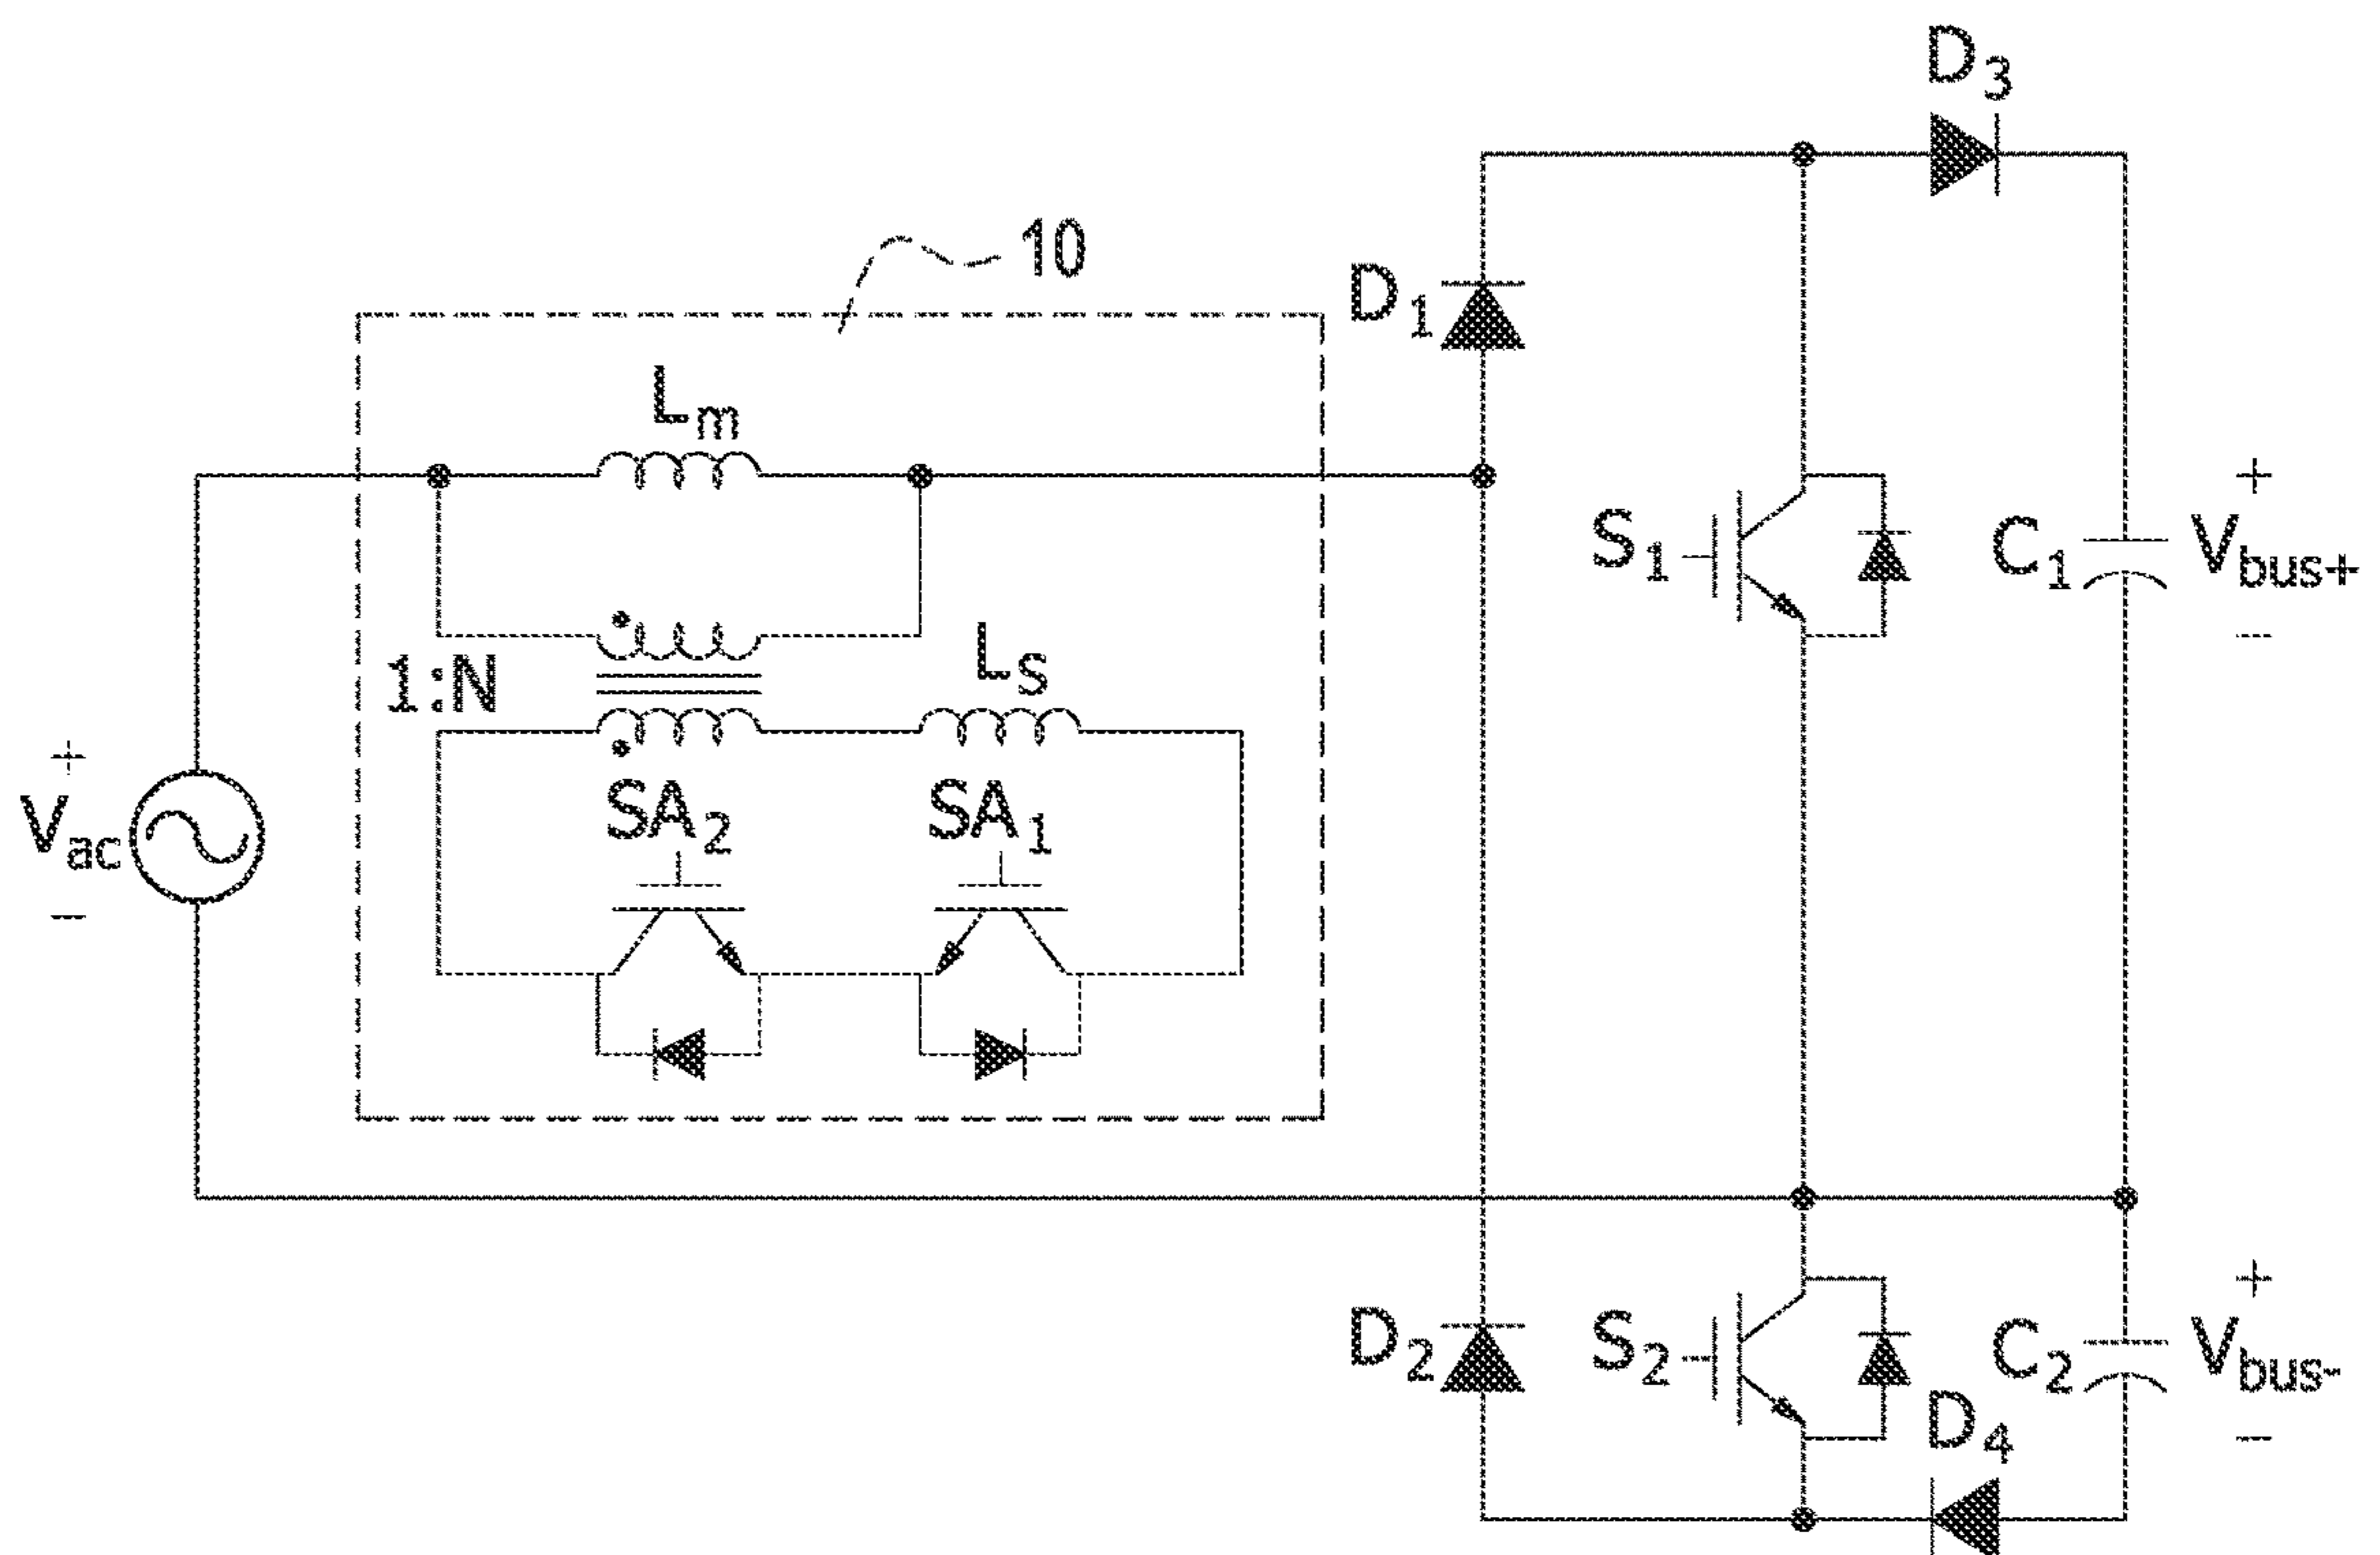 D3
10
D1
Lm
+
S1
C1
Vbus+
−
1:N
LS
+
Vac
−
SA2
SA1
+
D2
S2
C2
Vbus-
D4
−